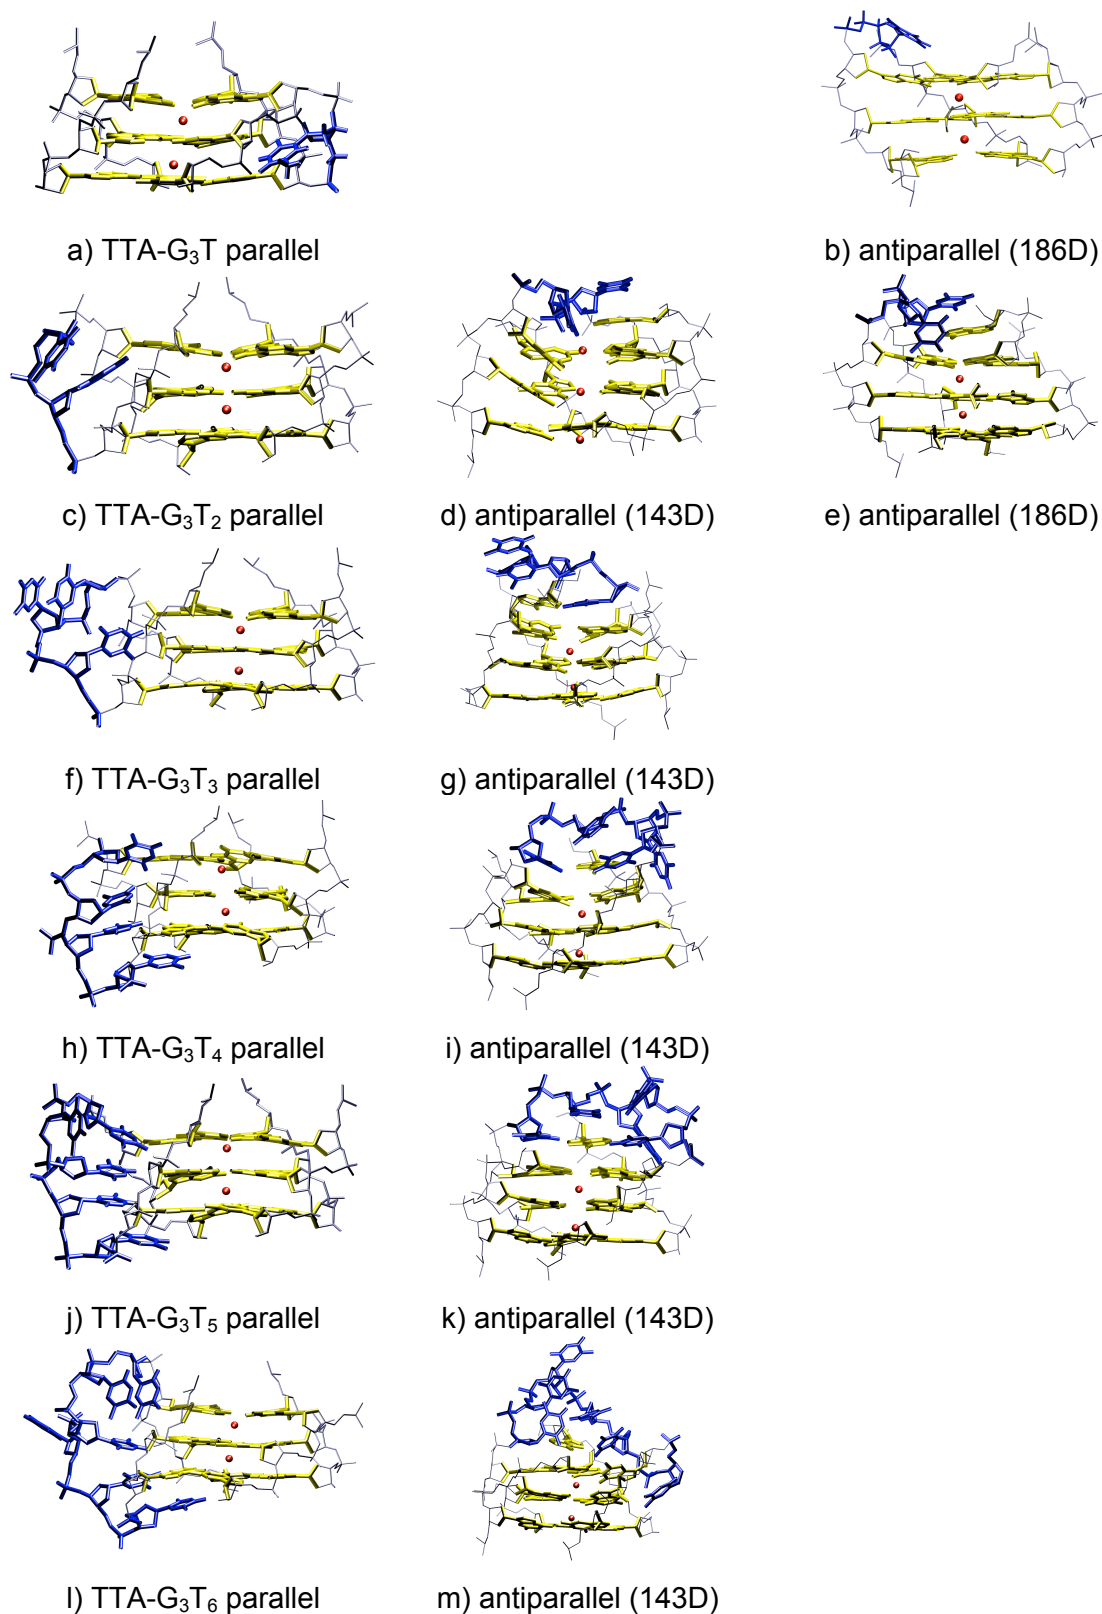 a) TTA-G₃T parallel
b) antiparallel (186D)
c) TTA-G₃T₂ parallel
d) antiparallel (143D)
e) antiparallel (186D)
f) TTA-G₃T₃ parallel
g) antiparallel (143D)
h) TTA-G₃T₄ parallel
i) antiparallel (143D)
j) TTA-G₃T₅ parallel
k) antiparallel (143D)
l) TTA-G₃T₆ parallel
m) antiparallel (143D)